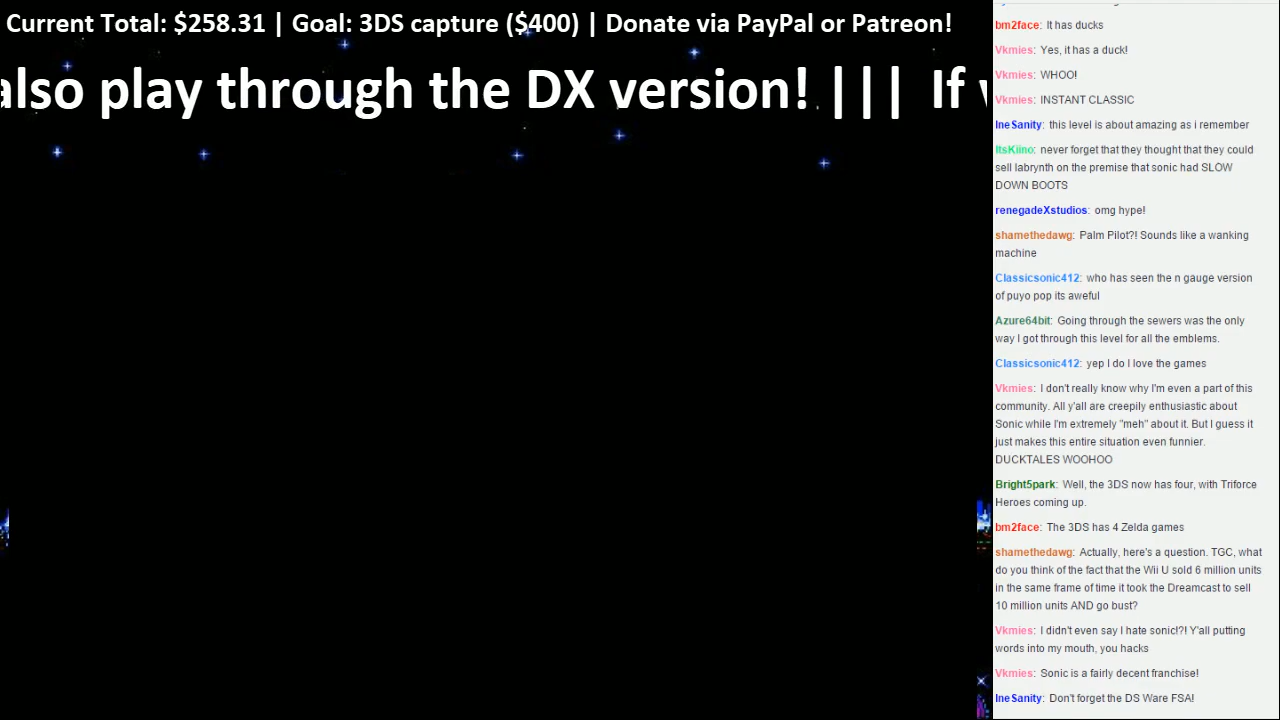 Current Total: $258.31 | Goal: 3DS capture ($400) | Donate via PayPal or Patreon!
also play through the DX version! ||| If
bm2face: It has ducks
Vkmies: Yes, it has a duck!
Vkmies: WHOO!
Vkmies: INSTANT CLASSIC
IneSanity: this level is about amazing as i remember
ItsKiino: never forget that they thought that they could
sell labrynth on the premise that sonic had SLOW
DOWN BOOTS
renegadeXstudios: omg hype!
shamethedawg: Palm Pilot?! Sounds like a wanking
machine
Classicsonic412: who has seen the n gauge version
of puyo pop its aweful
Azure64bit: Going through the sewers was the only
way I got through this level for all the emblems.
Classicsonic412: yep I do I love the games
Vkmies: I don't really know why I'm even a part of this
community. All y'all are creepily enthusiastic about
Sonic while I'm extremely "meh" about it. But I guess it
just makes this entire situation even funnier.
DUCKTALES WOOHOO
Bright5park: Well, the 3DS now has four, with Triforce
Heroes coming up.
bm2face: The 3DS has 4 Zelda games
shamethedawg: Actually, here's a question. TGC, what
do you think of the fact that the Wii U sold 6 million units
in the same frame of time it took the Dreamcast to sell
10 million units AND go bust?
Vkmies: I didn't even say I hate sonic!?! Y'all putting
words into my mouth, you hacks
Vkmies: Sonic is a fairly decent franchise!
IneSanity: Don't forget the DS Ware FSA!